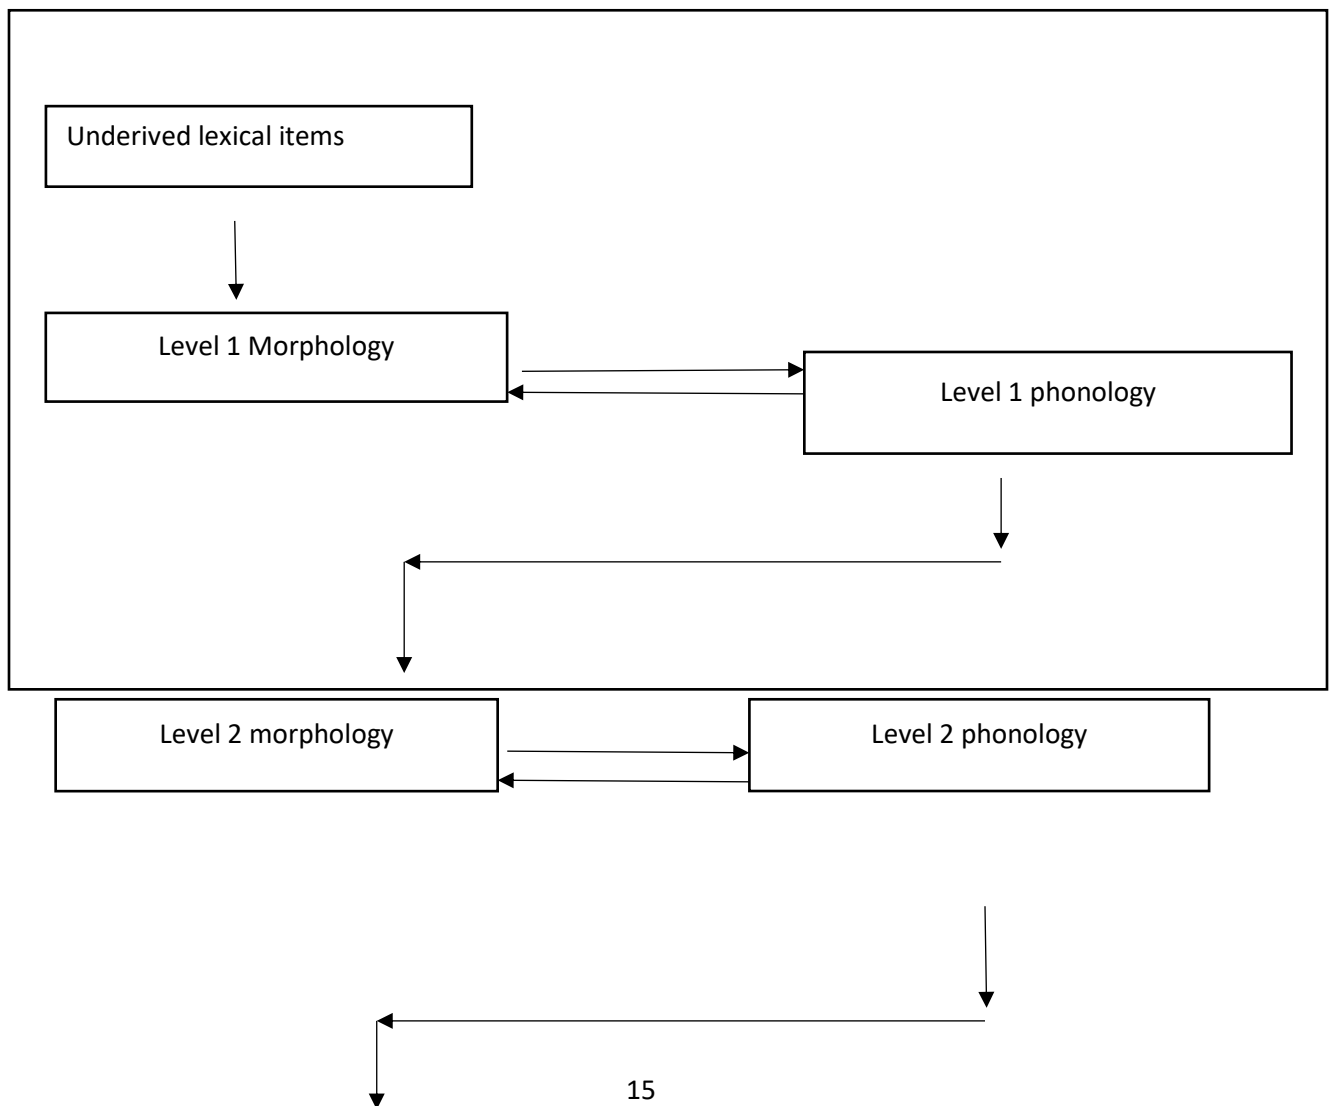 Underived lexical items
Level 1 Morphology
Level 1 phonology
Level 2 morphology
Level 2 phonology
15